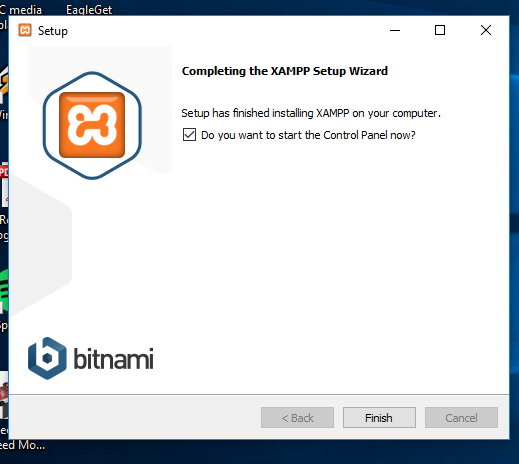 C media
EagleGet
Setup
Completing the XAMPP Setup Wizard
Setup has finished installing XAMPP on your computer.
Do you want to start the Control Panel now?
bitnami
< Back
Finish
Cancel
eed Mo...